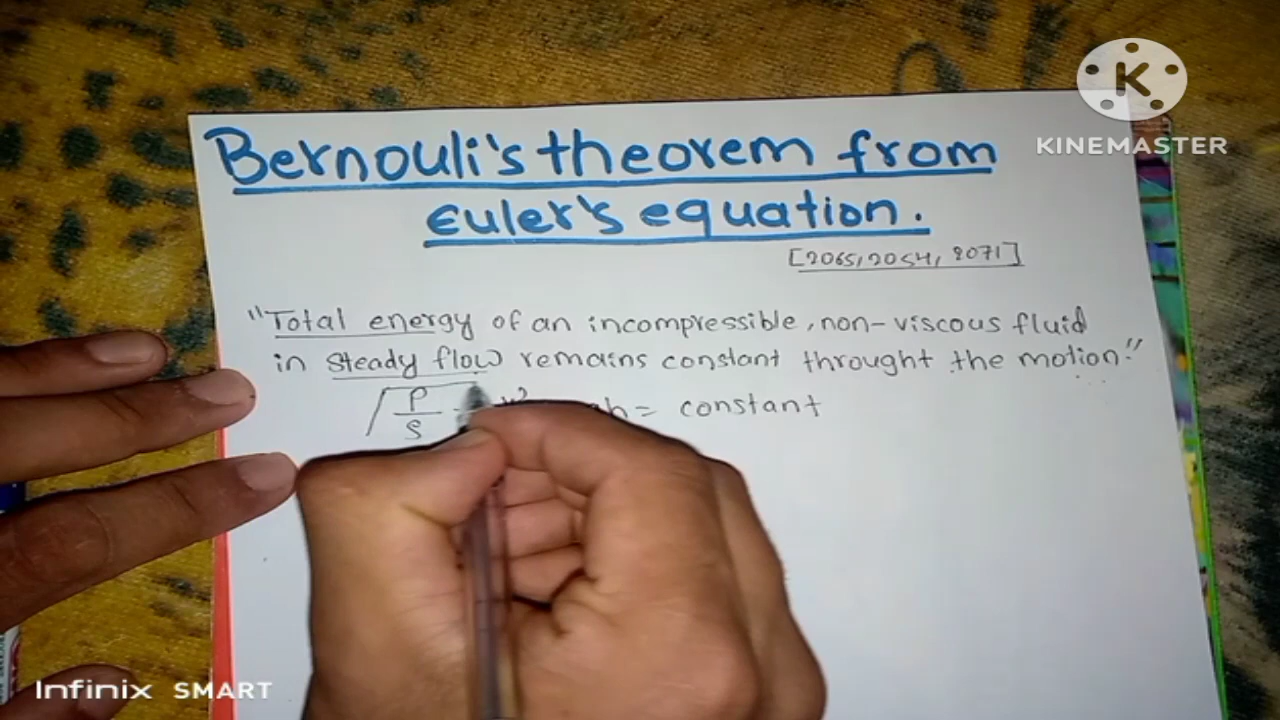 K
KINEMASTER
Bernouli's theorem from
Euler's equation.
[2065, 2054, 2071]
"Total energy of an incompressible, non-viscous fluid
in steady flow remains constant throught the motion."
P/ρ = constant
Infinix SMART